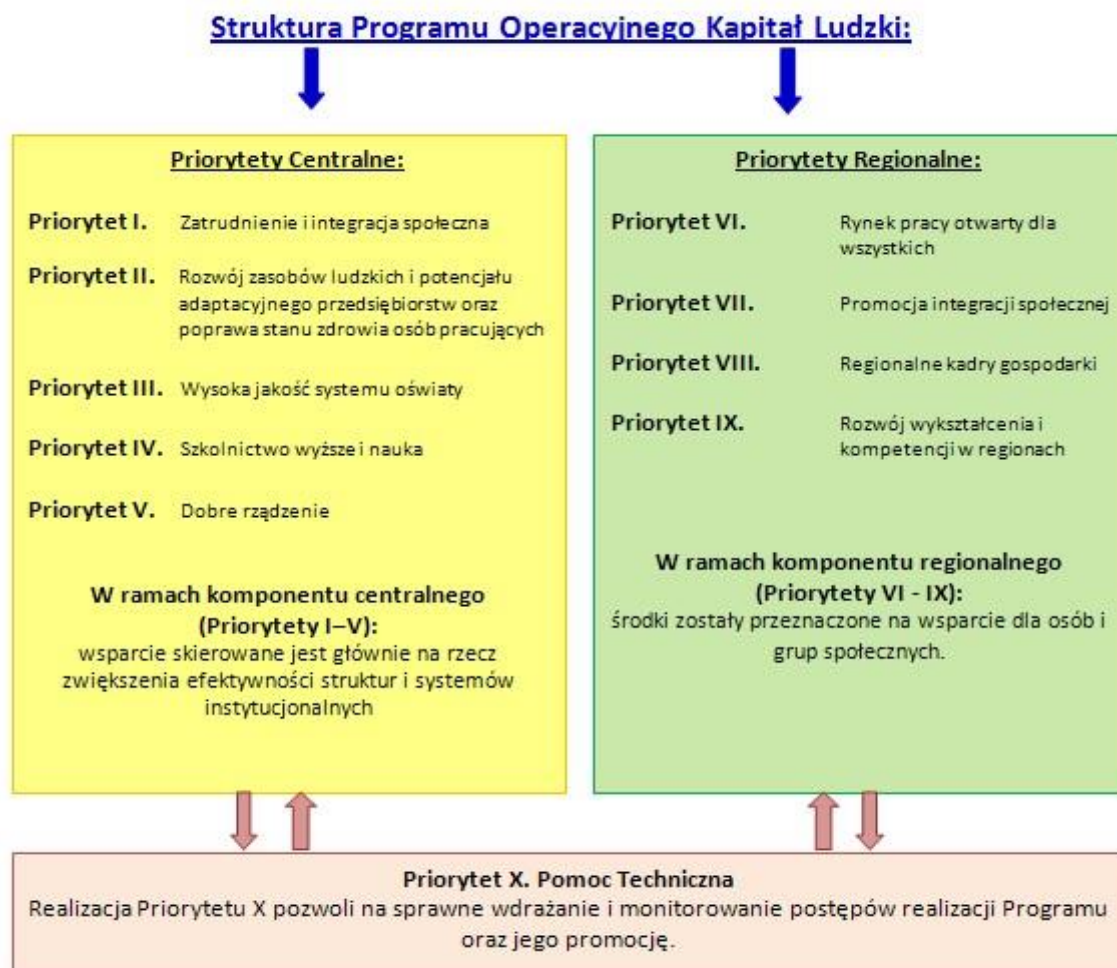 Struktura Programu Operacyjnego Kapitał Ludzki:
Priorytety Centralne:
Priorytet I. Zatrudnienie i integracja społeczna
Priorytet II. Rozwój zasobów ludzkich i potencjału
adaptacyjnego przedsiębiorstw oraz
poprawa stanu zdrowia osób pracujących
Priorytet III. Wysoka jakość systemu oświaty
Priorytet IV. Szkolnictwo wyższe i nauka
Priorytet V. Dobre rządzenie
W ramach komponentu centralnego
(Priorytety I–V):
wsparcie skierowane jest głównie na rzecz
zwiększenia efektywności struktur i systemów
instytucjonalnych
Priorytety Regionalne:
Priorytet VI. Rynek pracy otwarty dla
wszystkich
Priorytet VII. Promocja integracji społecznej
Priorytet VIII. Regionalne kadry gospodarki
Priorytet IX. Rozwój wykształcenia i
kompetencji w regionach
W ramach komponentu regionalnego
(Priorytety VI - IX):
środki zostały przeznaczone na wsparcie dla osób i
grup społecznych.
Priorytet X. Pomoc Techniczna
Realizacja Priorytetu X pozwoli na sprawne wdrażanie i monitorowanie postępów realizacji Programu
oraz jego promocję.